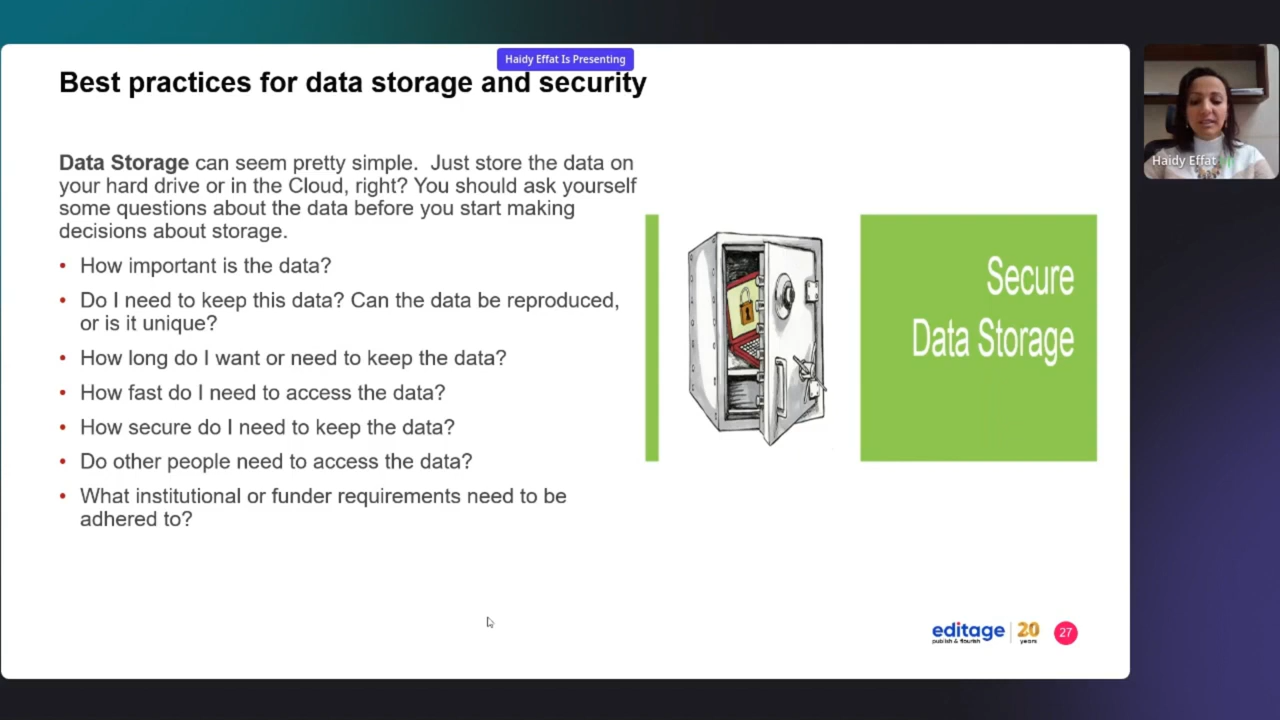 Haidy Effat Is Presenting
Best practices for data storage and security
Data Storage can seem pretty simple.  Just store the data on
your hard drive or in the Cloud, right? You should ask yourself
some questions about the data before you start making
decisions about storage.
• How important is the data?
• Do I need to keep this data? Can the data be reproduced,
or is it unique?
• How long do I want or need to keep the data?
• How fast do I need to access the data?
• How secure do I need to keep the data?
• Do other people need to access the data?
• What institutional or funder requirements need to be
adhered to?
Secure
Data Storage
Haidy Effat
editage
publish & flourish
20
years
27